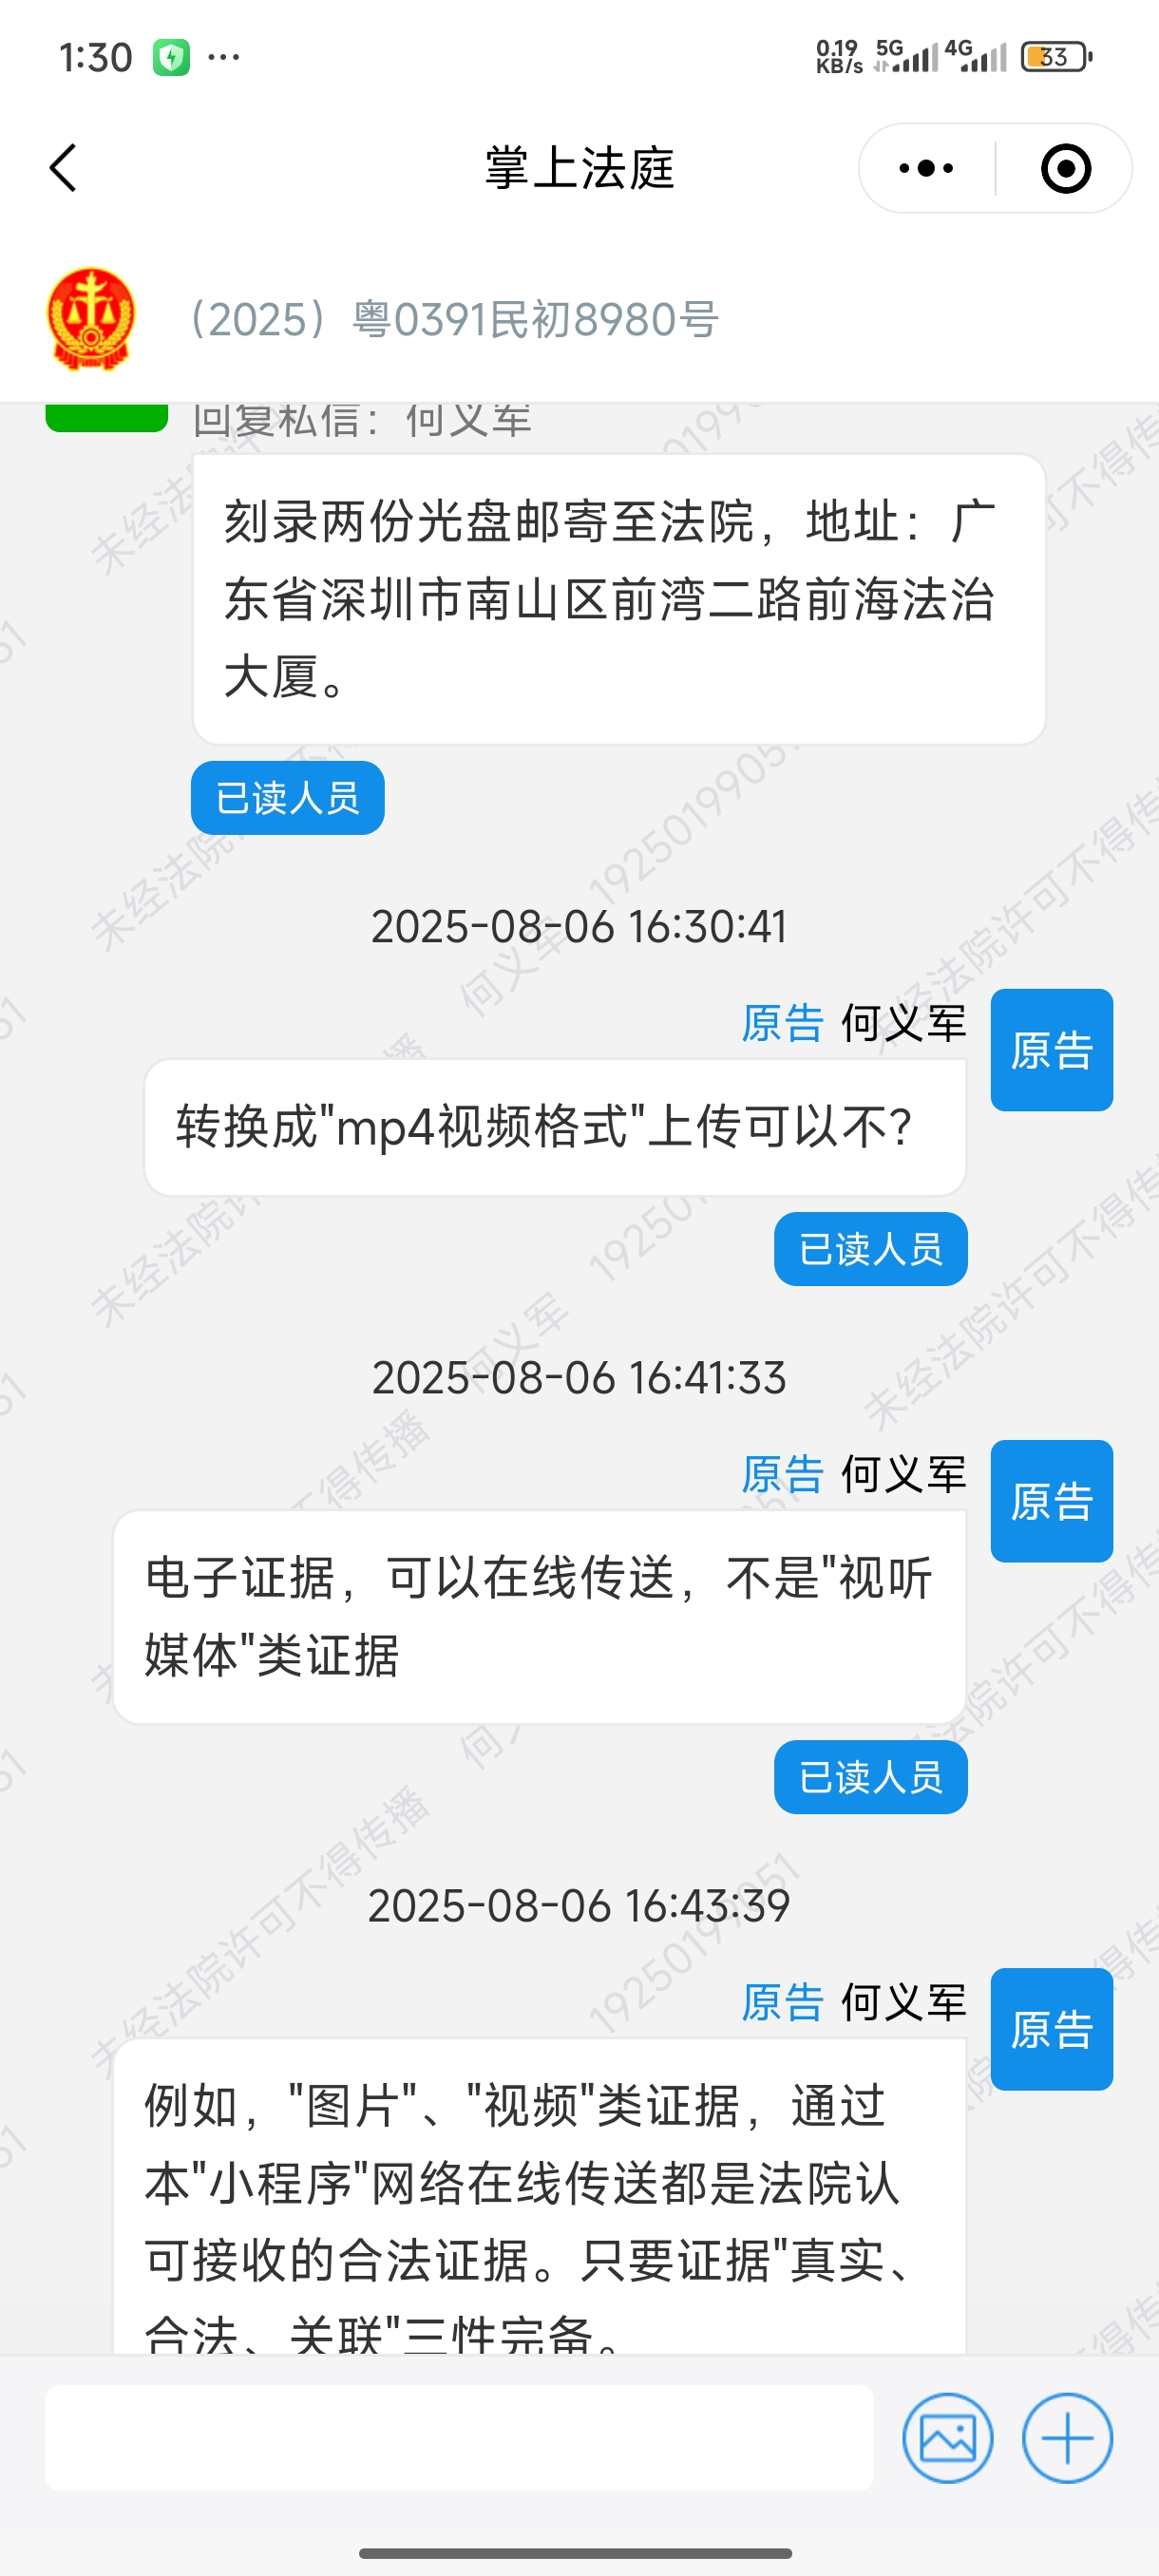 1:30
0.19 KB/s 5G 4G 33
掌上法庭
（2025）粤0391民初8980号
回复私信：何义军
刻录两份光盘邮寄至法院，地址：广
东省深圳市南山区前湾二路前海法治
大厦。
已读人员
2025-08-06 16:30:41
原告 何义军
原告
转换成"mp4视频格式"上传可以不？
已读人员
2025-08-06 16:41:33
原告 何义军
原告
电子证据，可以在线传送，不是"视听
媒体"类证据
已读人员
2025-08-06 16:43:39
原告 何义军
原告
例如，"图片"、"视频"类证据，通过
本"小程序"网络在线传送都是法院认
可接收的合法证据。只要证据"真实、
合法、关联"三性完备。
未经法院许可不得传播
何义军 19250199051